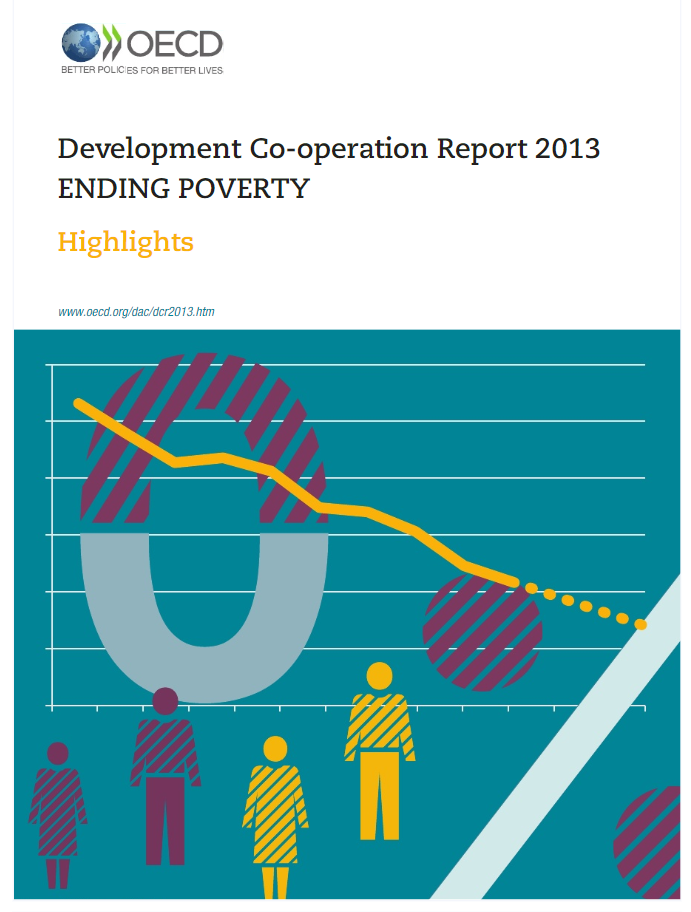 OECD
BETTER POLICIES FOR BETTER LIVES
Development Co-operation Report 2013
ENDING POVERTY
Highlights
www.oecd.org/dac/dcr2013.htm